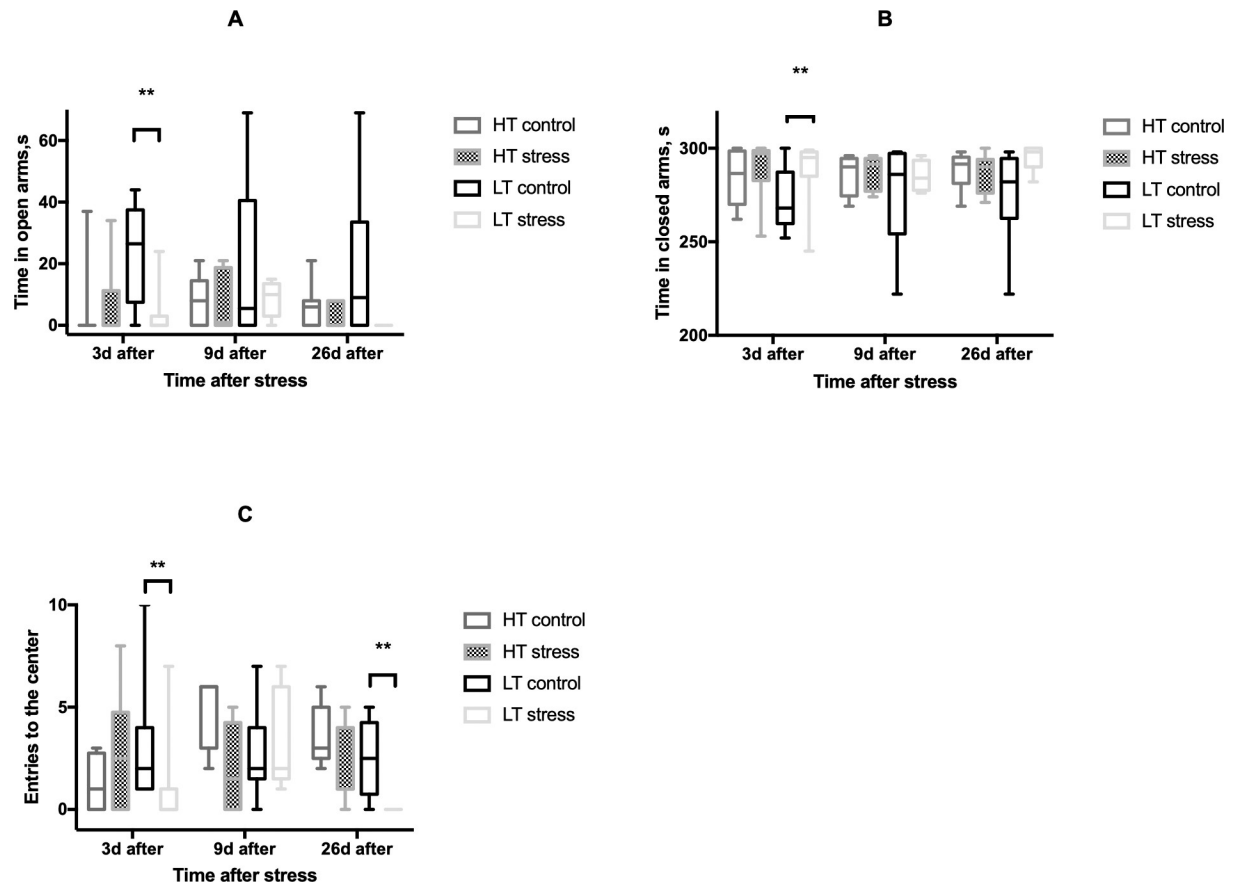 A
**
Time in open arms,s
60
40
20
0
3d after
9d after
26d after
Time after stress
HT control
HT stress
LT control
LT stress
B
**
Time in closed arms, s
300
250
200
3d after
9d after
26d after
Time after stress
HT control
HT stress
LT control
LT stress
C
**
**
Entries to the center
10
5
0
3d after
9d after
26d after
Time after stress
HT control
HT stress
LT control
LT stress